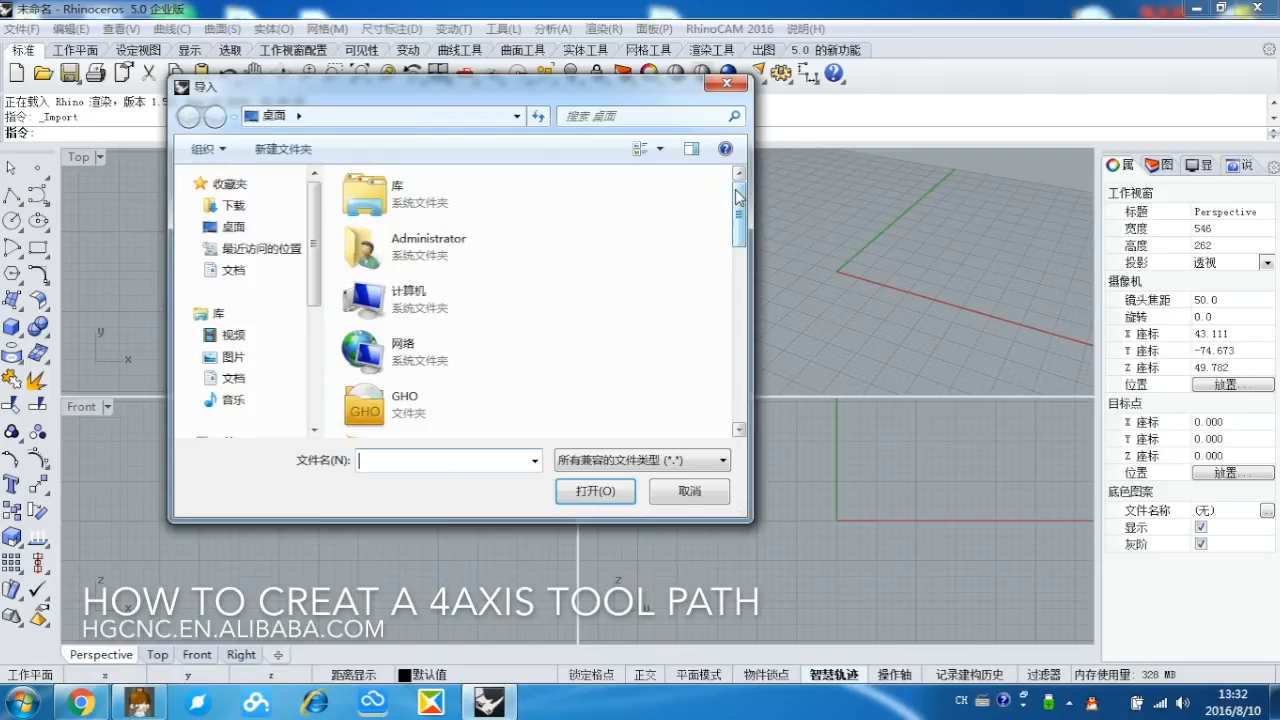 未命名 - Rhinoceros 5.0 企业版
文件(F) 编辑(E) 查看(V) 曲线(C) 曲面(S) 实体(O) 网格(M) 尺寸标注(D) 变动(T) 工具(L) 分析(A) 渲染(R) 面板(P) RhinoCAM 2016 说明(H)
标准 工作平面 设定视图 显示 选取 工作视窗配置 可见性 变动 曲线工具 曲面工具 实体工具 网格工具 渲染工具 出图 5.0 的新功能
正在载入 Rhino 渲染, 版本 1.5
指令: _Import
指令:
导入
桌面
搜索 桌面
组织 新建文件夹
收藏夹
下载
桌面
最近访问的位置
文档
库
视频
图片
文档
音乐
库
系统文件夹
Administrator
系统文件夹
计算机
系统文件夹
网络
系统文件夹
GHO
GHO
文件夹
文件名(N):
所有兼容的文件类型 (*.*)
打开(O) 取消
Top
y
x
Front
z
x
z
属 图 显 说
工作视窗
标题 Perspective
宽度 546
高度 262
投影 透视
摄像机
镜头焦距 50.0
旋转 0.0
X 座标 43.111
Y 座标 -74.673
Z 座标 49.782
位置 放置...
目标点
X 座标 0.000
Y 座标 0.000
Z 座标 0.000
位置 放置...
底色图案
文件名称 (无) ...
显示
灰阶
HOW TO CREAT A 4AXIS TOOL PATH
HGCNC.EN.ALIBABA.COM
Perspective Top Front Right
工作平面 x y z 距离显示 默认值 锁定格点 正交 平面模式 物件锁点 智慧轨迹 操作轴 记录建构历史 过滤器 内存使用量: 328 MB
CH
13:32
2016/8/10